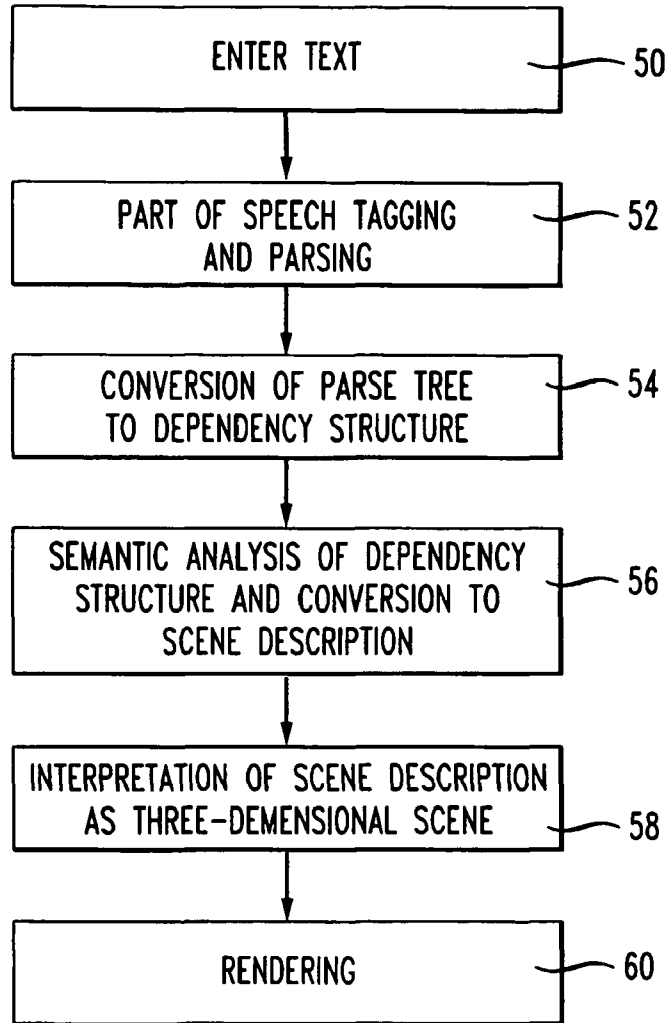 ENTER TEXT
50
PART OF SPEECH TAGGING
AND PARSING
52
CONVERSION OF PARSE TREE
TO DEPENDENCY STRUCTURE
54
SEMANTIC ANALYSIS OF DEPENDENCY
STRUCTURE AND CONVERSION TO
SCENE DESCRIPTION
56
INTERPRETATION OF SCENE DESCRIPTION
AS THREE-DEMENSIONAL SCENE
58
RENDERING
60